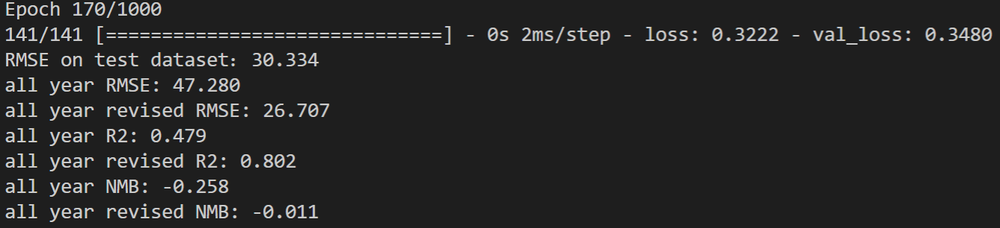 Epoch 170/1000
141/141 [==============================] - 0s 2ms/step - loss: 0.3222 - val_loss: 0.3480
RMSE on test dataset：30.334
all year RMSE: 47.280
all year revised RMSE: 26.707
all year R2: 0.479
all year revised R2: 0.802
all year NMB: -0.258
all year revised NMB: -0.011